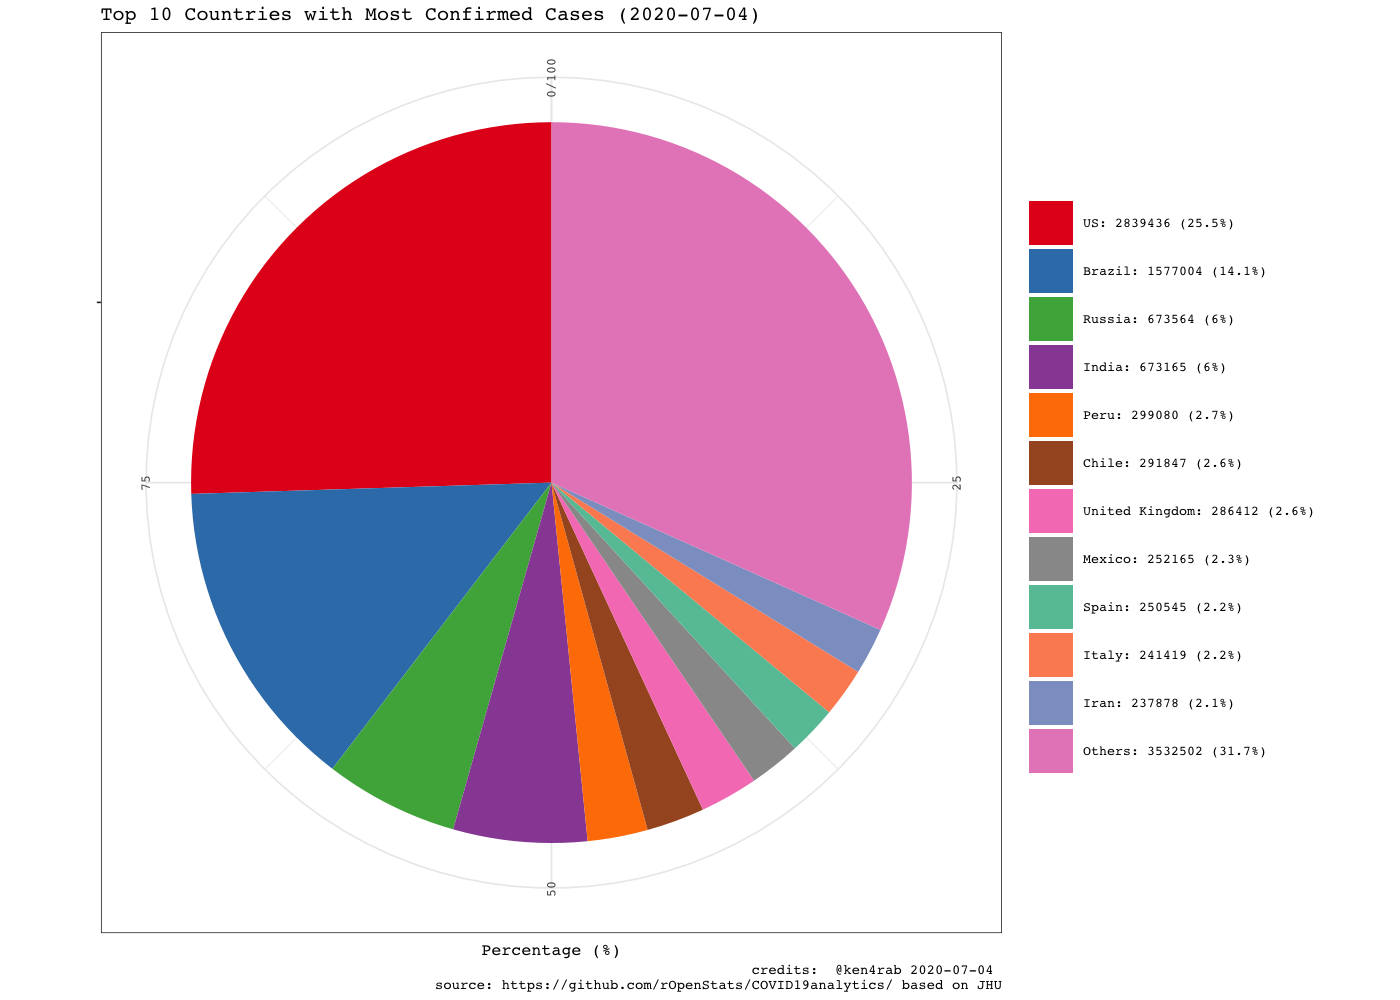 Top 10 Countries with Most Confirmed Cases (2020-07-04)
0/100
25
50
75
US: 2839436 (25.5%)
Brazil: 1577004 (14.1%)
Russia: 673564 (6%)
India: 673165 (6%)
Peru: 299080 (2.7%)
Chile: 291847 (2.6%)
United Kingdom: 286412 (2.6%)
Mexico: 252165 (2.3%)
Spain: 250545 (2.2%)
Italy: 241419 (2.2%)
Iran: 237878 (2.1%)
Others: 3532502 (31.7%)
Percentage (%)
credits:  @ken4rab 2020-07-04
source: https://github.com/rOpenStats/COVID19analytics/ based on JHU